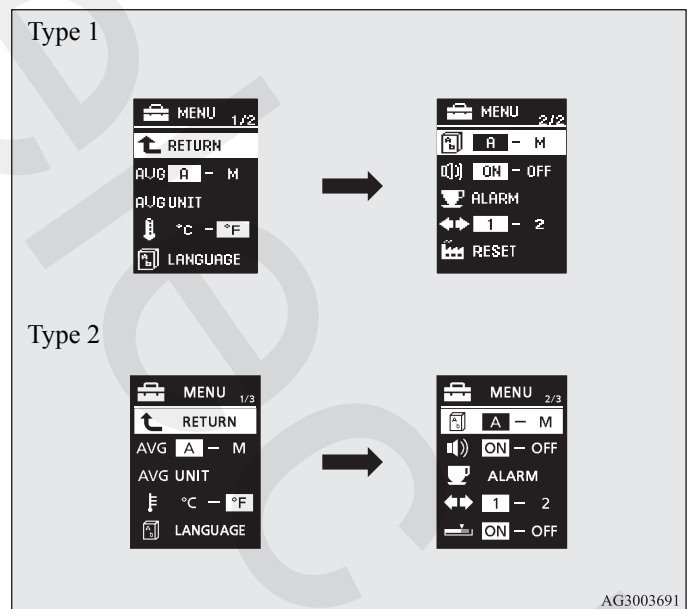 Type 1
MENU 1/2
RETURN
AVG A - M
AVG UNIT
°C - °F
LANGUAGE
MENU 2/2
A - M
ON - OFF
ALARM
1 - 2
RESET
Type 2
MENU 1/3
RETURN
AVG A - M
AVG UNIT
°C - °F
LANGUAGE
MENU 2/3
A - M
ON - OFF
ALARM
1 - 2
ON - OFF
AG3003691